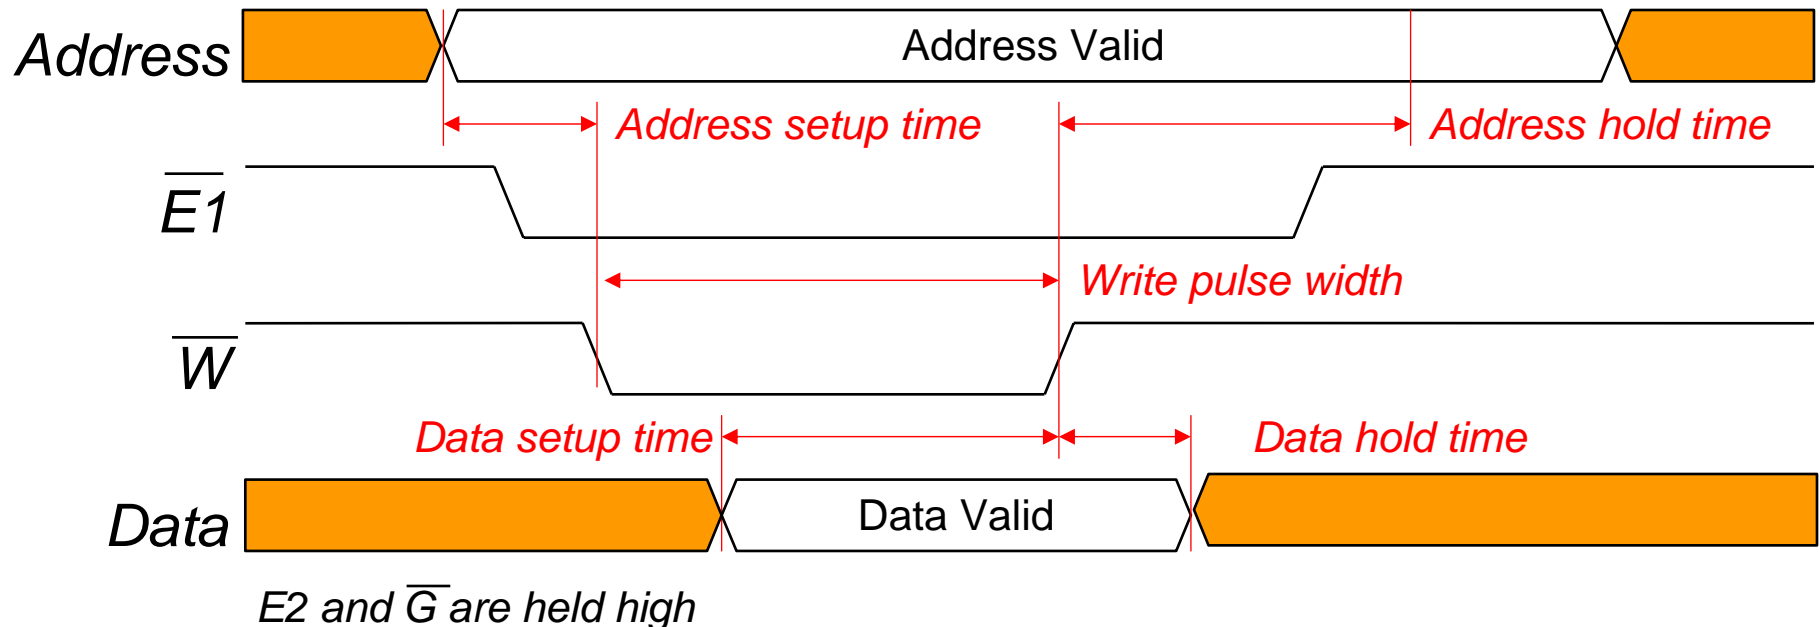 Address
Address Valid
Address setup time
Address hold time
E̅1̅
Write pulse width
W̅
Data setup time
Data hold time
Data
Data Valid
E2 and G̅ are held high